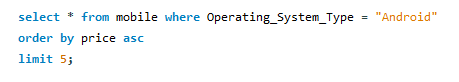 select * from mobile where Operating_System_Type = "Android"
order by price asc
limit 5;